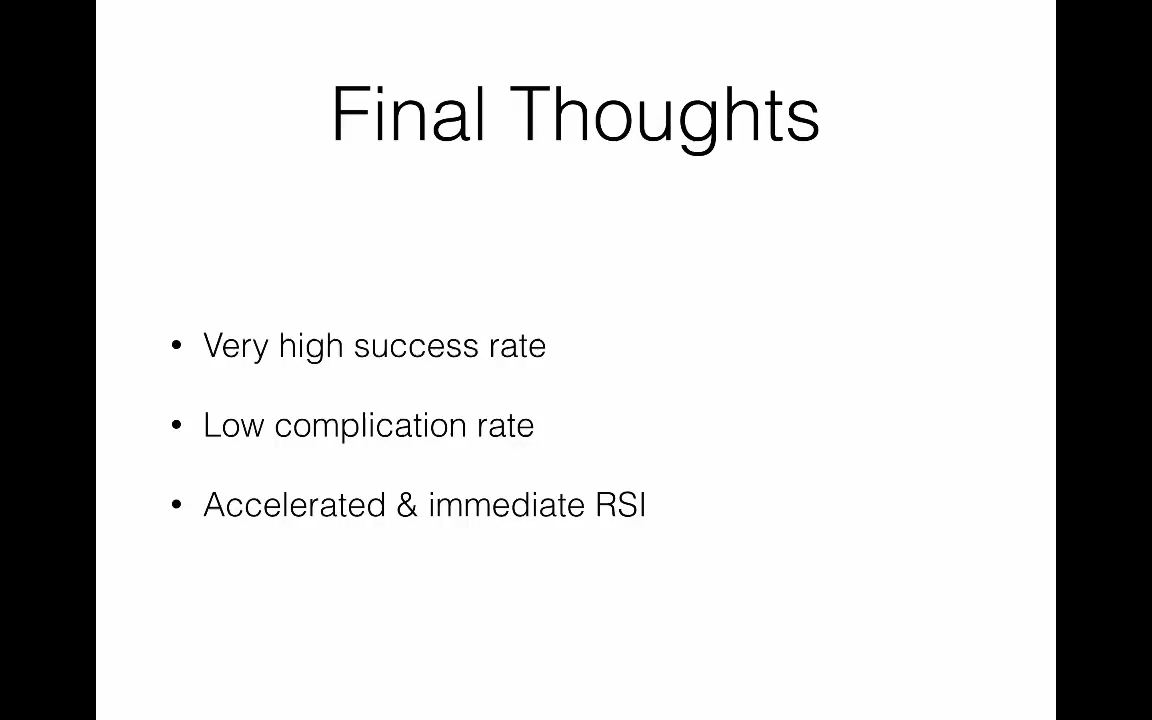 Final Thoughts
• Very high success rate
• Low complication rate
• Accelerated & immediate RSI